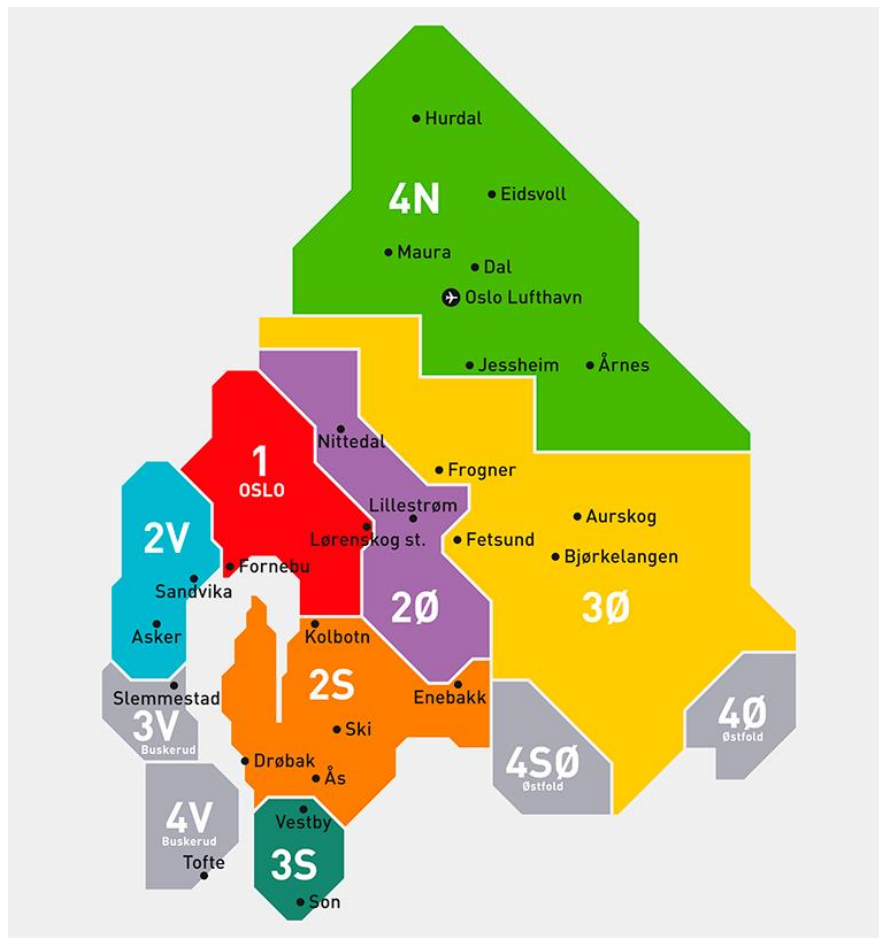 Hurdal
4N
Eidsvoll
Maura
Dal
Oslo Lufthavn
Jessheim
Årnes
Nittedal
1
OSLO
Frogner
Lillestrøm
Aurskog
2V
Lørenskog st.
Fetsund
Bjørkelangen
Fornebu
Sandvika
2Ø
3Ø
Asker
Kolbotn
2S
Slemmestad
Enebakk
3V
Buskerud
Ski
4Ø
Østfold
Drøbak
4SØ
Østfold
Ås
4V
Buskerud
Vestby
Tofte
3S
Son